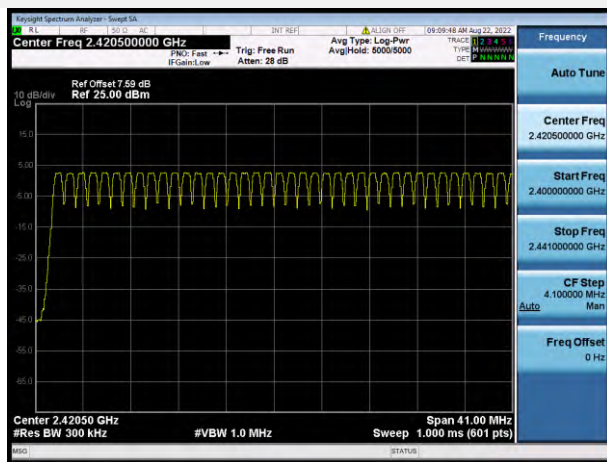 Keysight Spectrum Analyzer - Swept SA
RL RF 50 Ω AC INT REF ALIGN OFF 09:09:48 AM Aug 22, 2022
Center Freq 2.420500000 GHz
PNO: Fast
IFGain:Low
Trig: Free Run
Atten: 28 dB
Avg Type: Log-Pwr
Avg|Hold: 5000/5000
TRACE 1 2 3 4 5
TYPE
DET P N N N N N
Frequency
Auto Tune
Ref Offset 7.59 dB
Ref 25.00 dBm
10 dB/div
Log
15.0
5.00
-5.00
-15.0
-25.0
-35.0
-45.0
-55.0
-65.0
Center Freq
2.420500000 GHz
Start Freq
2.400000000 GHz
Stop Freq
2.441000000 GHz
CF Step
4.100000 MHz
Auto Man
Freq Offset
0 Hz
Center 2.42050 GHz Span 41.00 MHz
#Res BW 300 kHz #VBW 1.0 MHz Sweep 1.000 ms (601 pts)
MSG STATUS